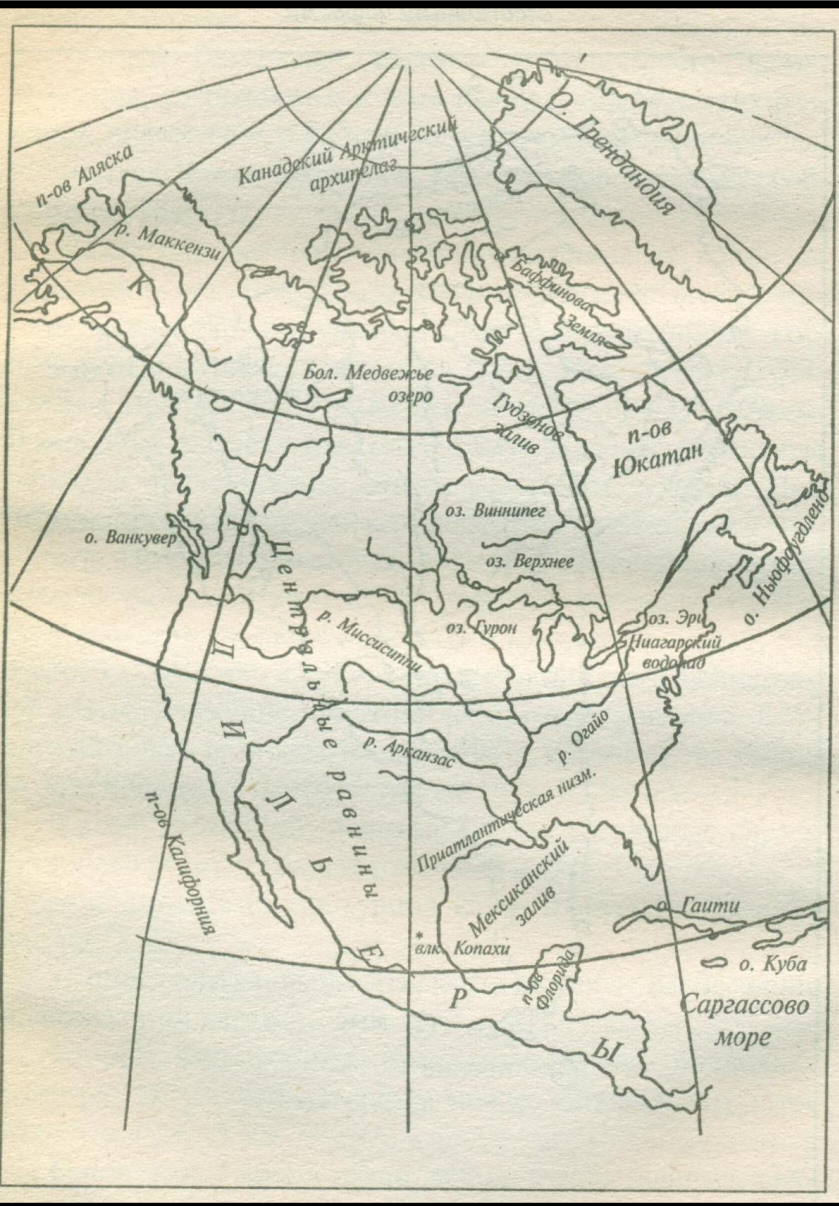 Канадский Арктический
архипелаг
О. Грендандия
п-ов Аляска
р. Маккензи
Баффинова
Земля
Бол. Медвежье
озеро
Гудзонов
залив
п-ов
Юкатан
оз. Виннипег
о. Ванкувер
оз. Верхнее
о. Ньюфоугдленд
р. Миссисипи
оз. Гурон
оз. Эри
Ниагарский
водопад
Центральные равнины
р. Арканзас
р. Огайо
Приатлантическая низм.
п-ов Калифорния
Мексиканский
залив
о. Гаити
*
влк. Копахи
п-ов
Флорида
о. Куба
Саргассово
море
К О Р Д И Л Ь Е Р Ы